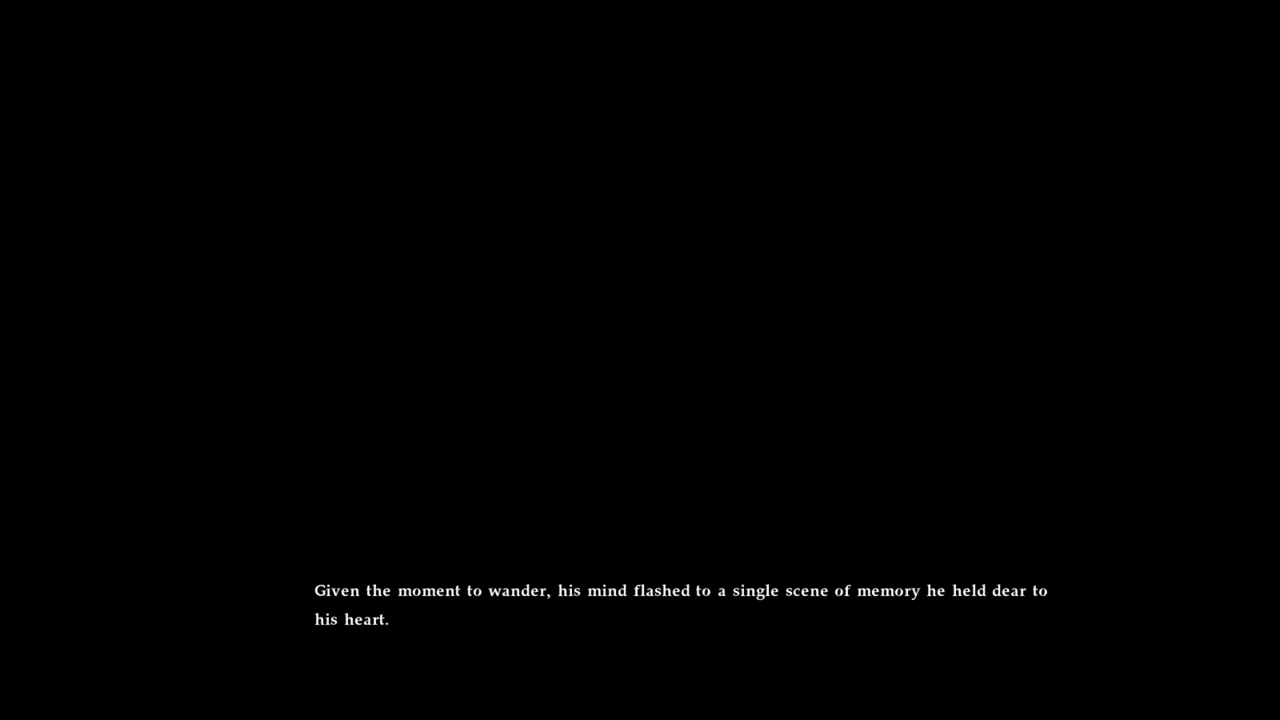 Given the moment to wander, his mind flashed to a single scene of memory he held dear to
his heart.